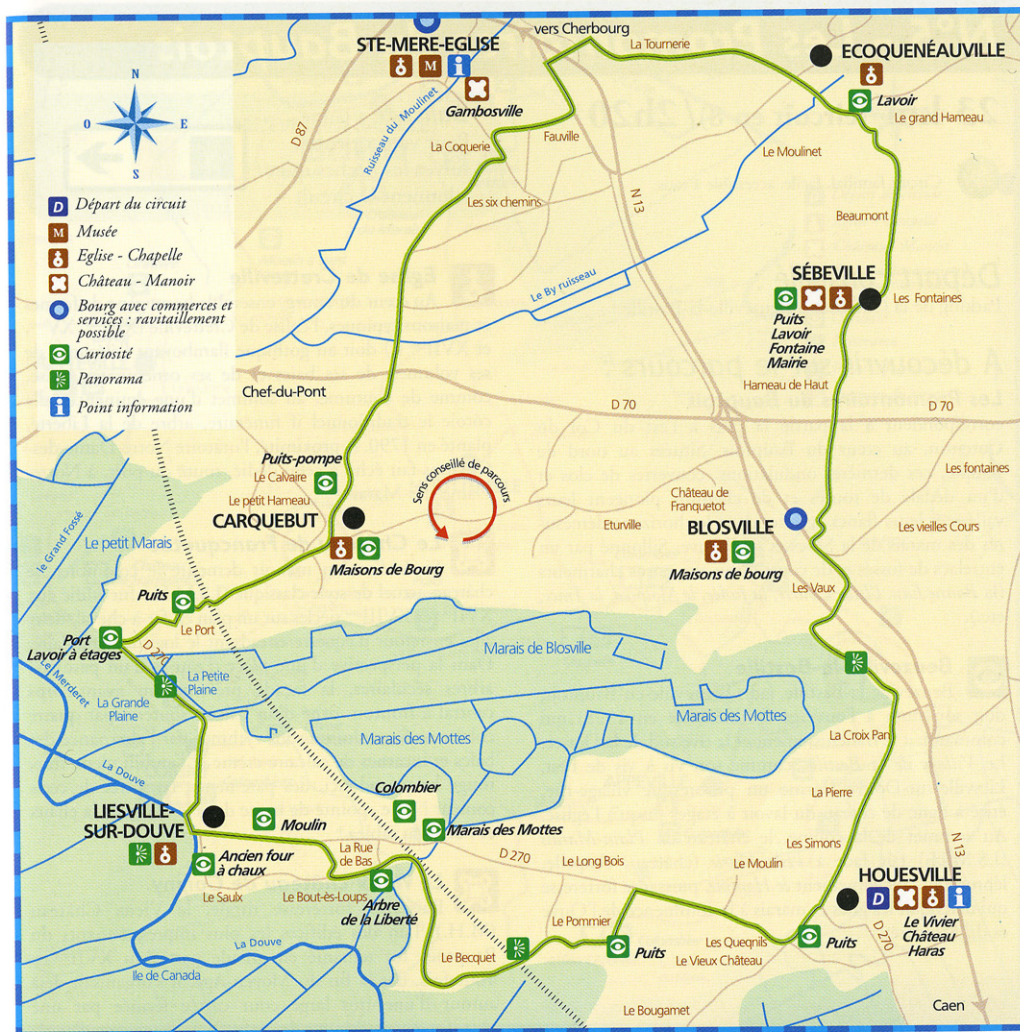 vers Cherbourg
La Tournerie
STE-MERE-EGLISE
M
i
Gambosville
ECOQUENÉAUVILLE
Lavoir
Le grand Hameau
N
O
E
S
D 87
Ruisseau du Moulinet
La Coquerie
Fauville
N 13
Le Moulinet
Les six chemins
Beaumont
D Départ du circuit
M Musée
Eglise - Chapelle
Château - Manoir
Bourg avec commerces et
services : ravitaillement
possible
Curiosité
Panorama
i Point information
Le By ruisseau
SÉBEVILLE
Les Fontaines
Puits
Lavoir
Fontaine
Mairie
Hameau de Haut
Chef-du-Pont
D 70
D 70
Puits-pompe
Le Calvaire
Le petit Hameau
CARQUEBUT
Maisons de Bourg
Sens conseillé de parcours
Eturville
Château de
Franquetot
BLOSVILLE
Maisons de bourg
Les fontaines
Les vieilles Cours
Les Vaux
le Grand Fossé
Le petit Marais
Puits
Le Port
Port
Lavoir à étages
D 270
Le Merderet
La Petite
Plaine
La Grande
Plaine
Marais de Blosville
Marais des Mottes
Marais des Mottes
La Croix Pan
La Douve
Colombier
Marais des Mottes
La Pierre
LIESVILLE-
SUR-DOUVE
Moulin
Ancien four
à chaux
La Rue
de Bas
D 270
Le Long Bois
Le Moulin
Les Simons
N 13
HOUESVILLE
D
i
Le Vivier
Château
Haras
Le Saulx
Le Bout-ès-Loups
Arbre
de la Liberté
La Douve
Ile de Canada
Le Becquet
Le Pommier
Puits
Les Queqnils
Le Vieux Château
Puits
D 270
Le Bougamet
Caen